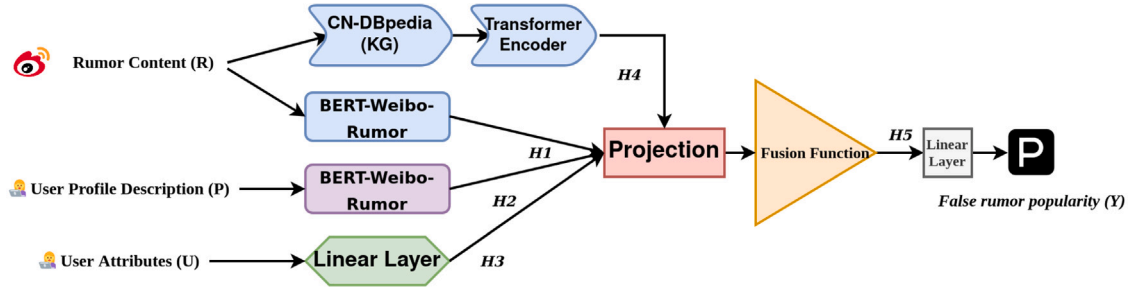 CN-DBpedia
(KG)
Transformer
Encoder
Rumor Content (R)
H4
BERT-Weibo-
Rumor
H1
Projection
Fusion Function
H5
Linear
Layer
P
User Profile Description (P)
BERT-Weibo-
Rumor
H2
False rumor popularity (Y)
User Attributes (U)
Linear Layer
H3